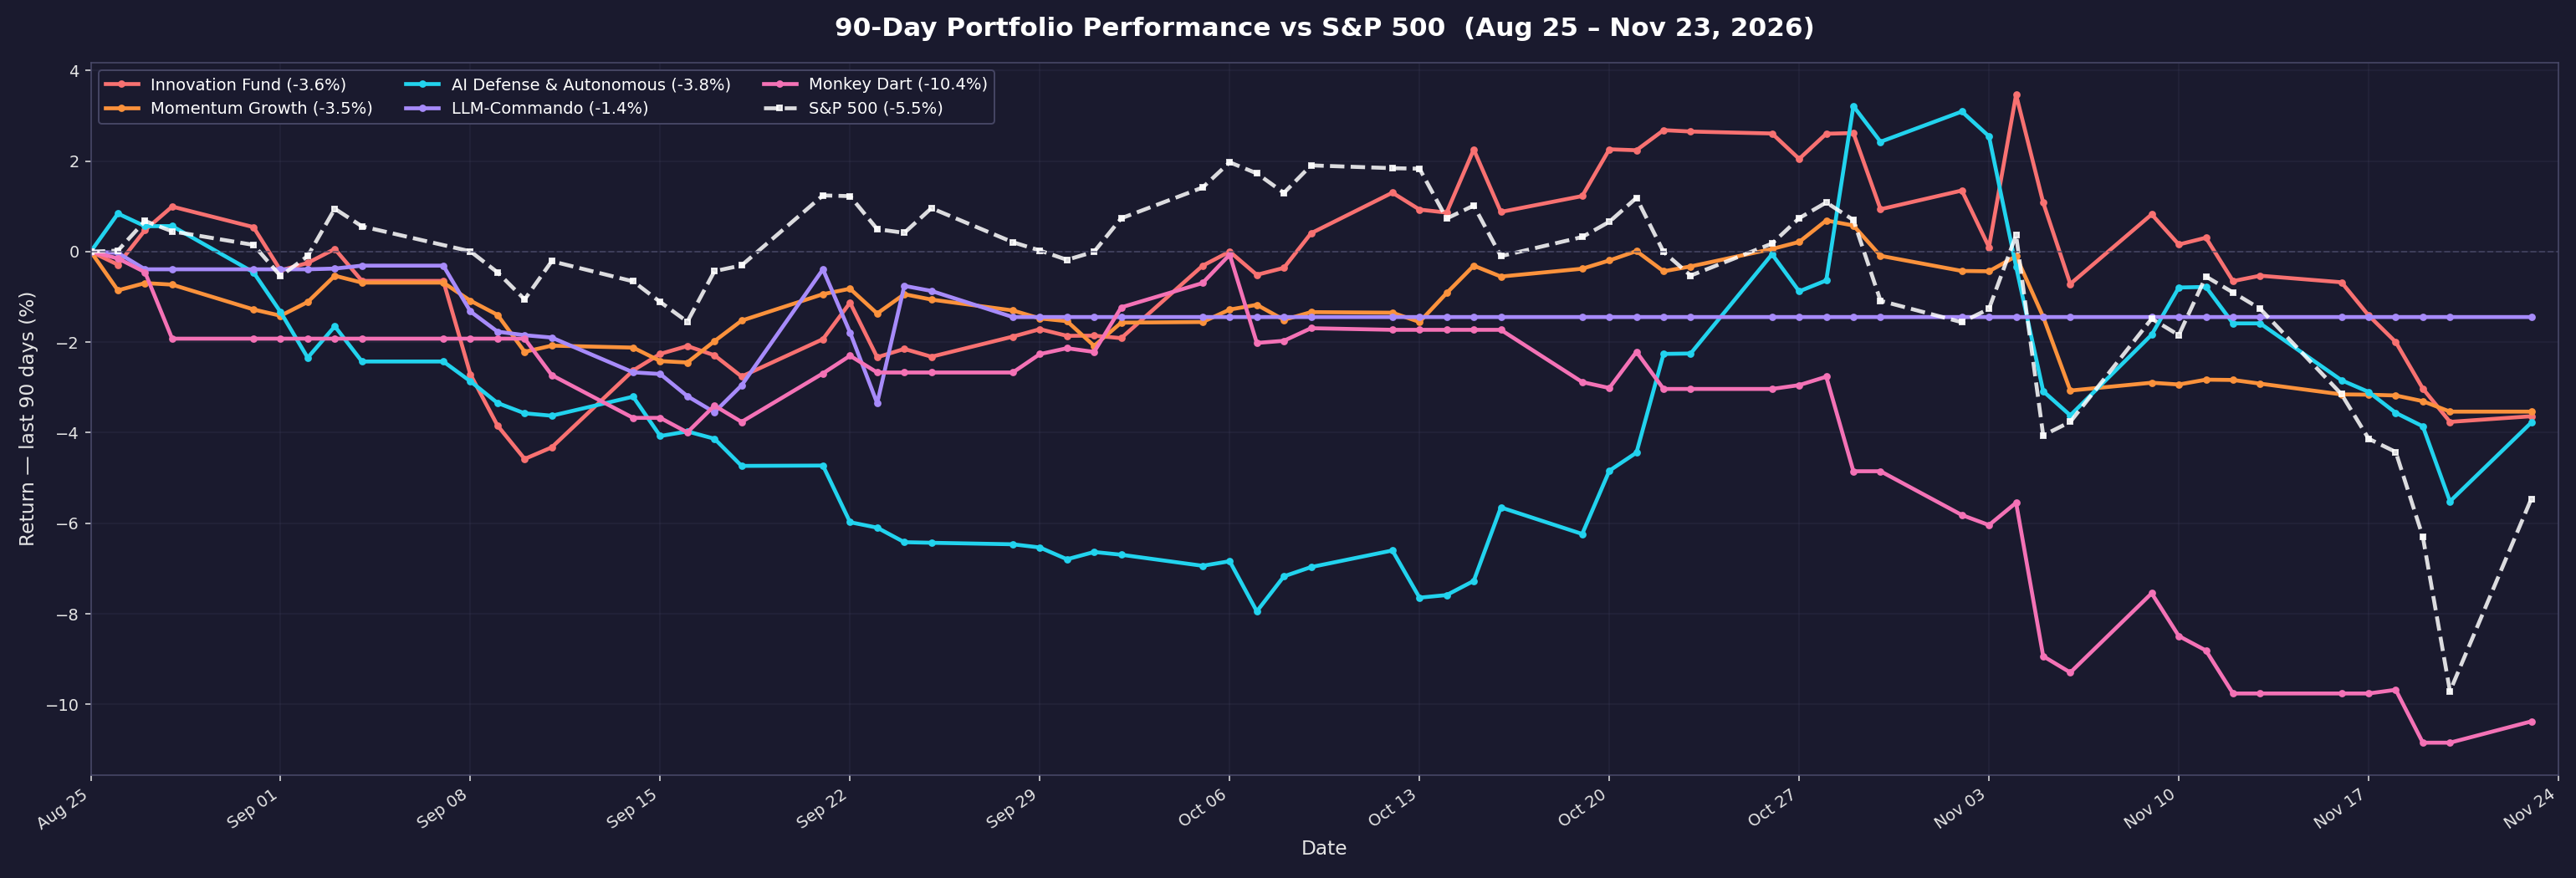 90-Day Portfolio Performance vs S&P 500  (Aug 25 – Nov 23, 2026)
Innovation Fund (-3.6%)
Momentum Growth (-3.5%)
AI Defense & Autonomous (-3.8%)
LLM-Commando (-1.4%)
Monkey Dart (-10.4%)
S&P 500 (-5.5%)
Return — last 90 days (%)
4
2
0
−2
−4
−6
−8
−10
Aug 25
Sep 01
Sep 08
Sep 15
Sep 22
Sep 29
Oct 06
Oct 13
Oct 20
Oct 27
Nov 03
Nov 10
Nov 17
Nov 24
Date